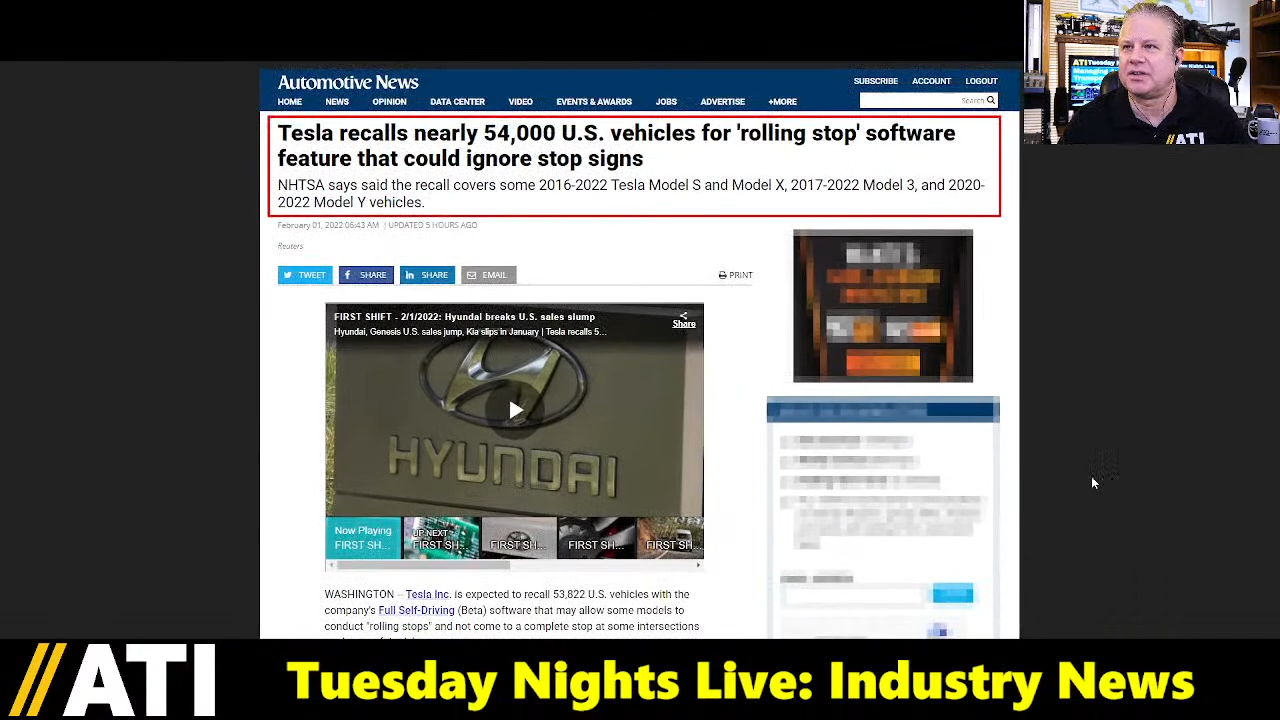 Automotive News
SUBSCRIBE ACCOUNT LOGOUT
HOME NEWS OPINION DATA CENTER VIDEO EVENTS & AWARDS JOBS ADVERTISE +MORE
Search
Tesla recalls nearly 54,000 U.S. vehicles for 'rolling stop' software
feature that could ignore stop signs
NHTSA says said the recall covers some 2016-2022 Tesla Model S and Model X, 2017-2022 Model 3, and 2020-
2022 Model Y vehicles.
February 01, 2022 06:43 AM | UPDATED 5 HOURS AGO
Reuters
TWEET SHARE SHARE EMAIL PRINT
FIRST SHIFT - 2/1/2022: Hyundai breaks U.S. sales slump
Share
Hyundai, Genesis U.S. sales jump, Kia slips in January | Tesla recalls 5...
HYUNDAI
Now Playing UP NEXT
FIRST SH... FIRST SH... FIRST SH... FIRST SH... FIRST SH...
WASHINGTON -- Tesla Inc. is expected to recall 53,822 U.S. vehicles with the
company's Full Self-Driving (Beta) software that may allow some models to
conduct "rolling stops" and not come to a complete stop at some intersections
ATI
//ATI Tuesday Nights Live: Industry News